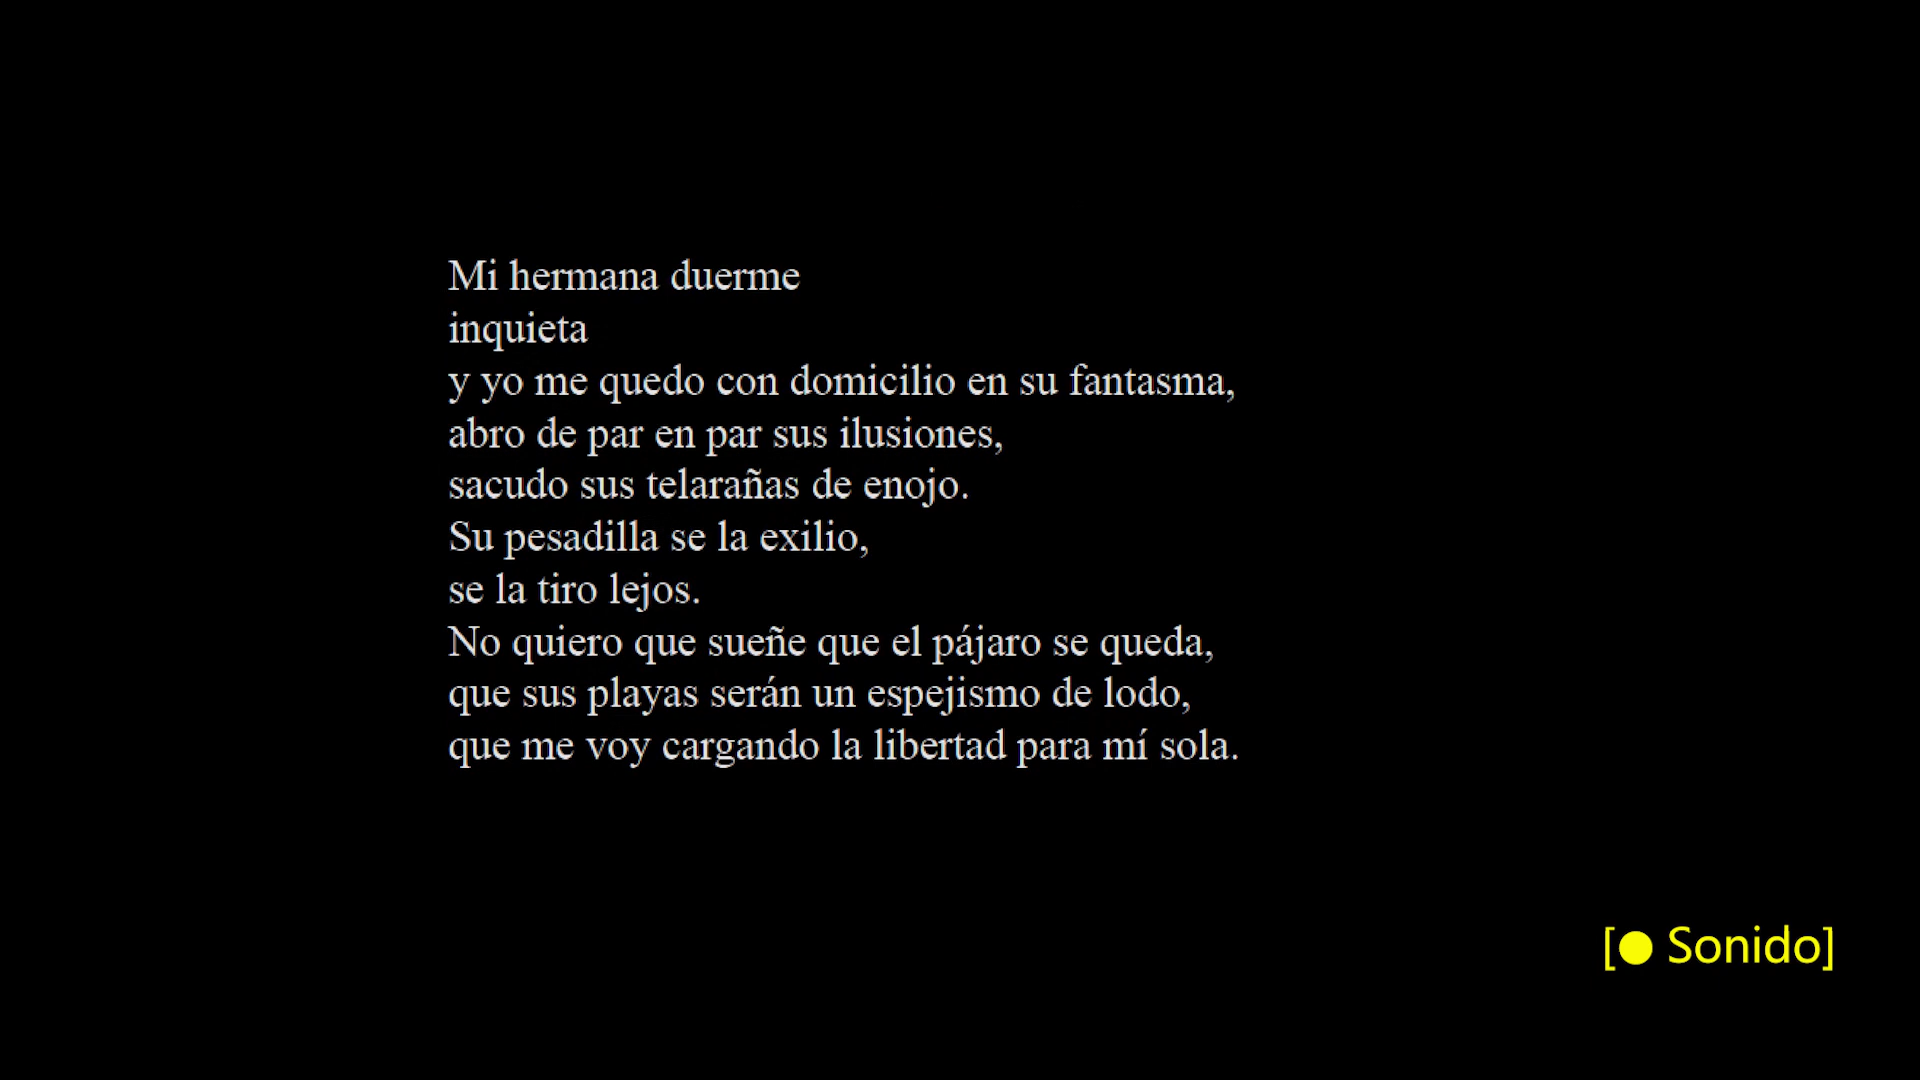 Mi hermana duerme
inquieta
y yo me quedo con domicilio en su fantasma,
abro de par en par sus ilusiones,
sacudo sus telarañas de enojo.
Su pesadilla se la exilio,
se la tiro lejos.
No quiero que sueñe que el pájaro se queda,
que sus playas serán un espejismo de lodo,
que me voy cargando la libertad para mí sola.
[● Sonido]